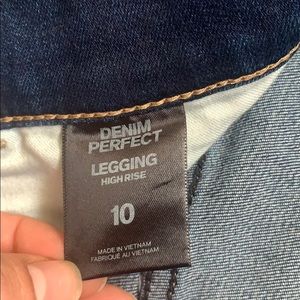 DENIM
PERFECT
LEGGING
HIGH RISE
10
MADE IN VIETNAM
FABRIQUÉ AU VIETNAM